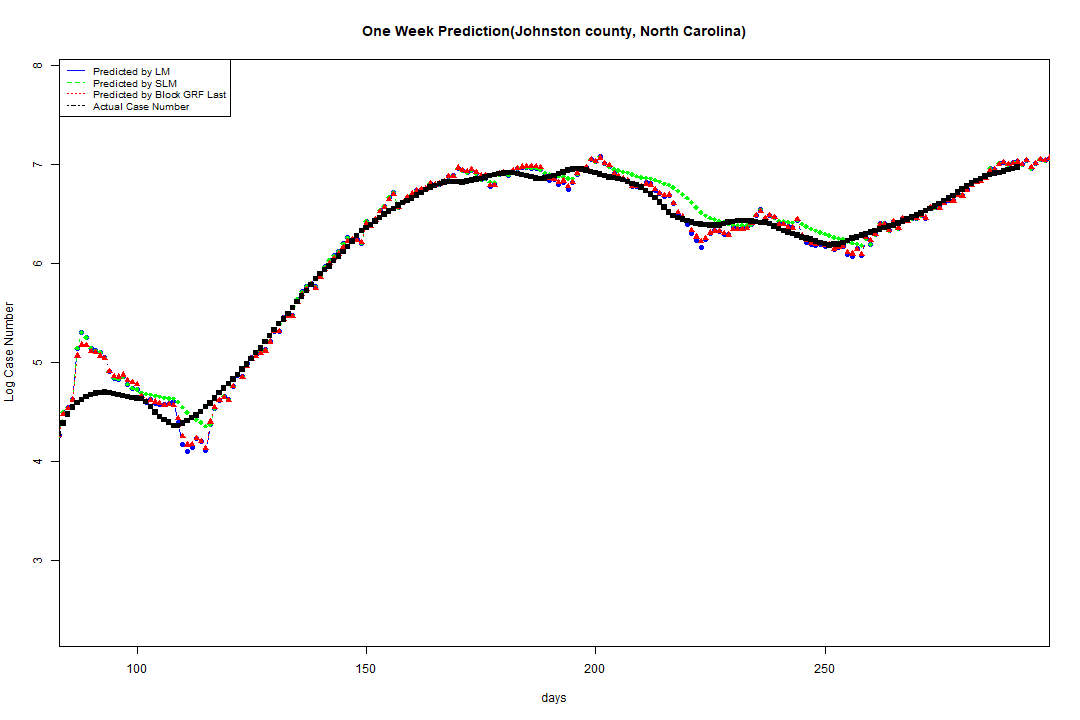 One Week Prediction(Johnston county, North Carolina)
Predicted by LM
Predicted by SLM
Predicted by Block GRF Last
Actual Case Number
8
7
6
5
4
3
Log Case Number
100 150 200 250
days